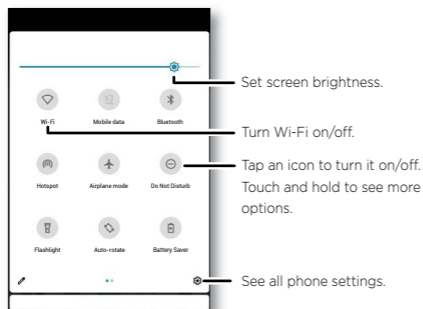 Set screen brightness.
Wi-Fi Mobile data Bluetooth
Turn Wi-Fi on/off.
Tap an icon to turn it on/off.
Touch and hold to see more
options.
Hotspot Airplane mode Do Not Disturb
Flashlight Auto-rotate Battery Saver
See all phone settings.